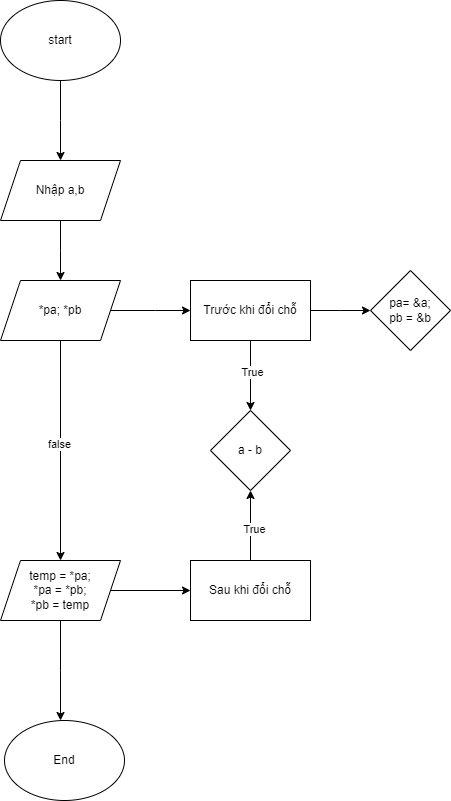 start
Nhập a,b
*pa; *pb
Trước khi đổi chỗ
pa= &a;
pb = &b
True
a - b
false
True
temp = *pa;
*pa = *pb;
*pb = temp
Sau khi đổi chỗ
End